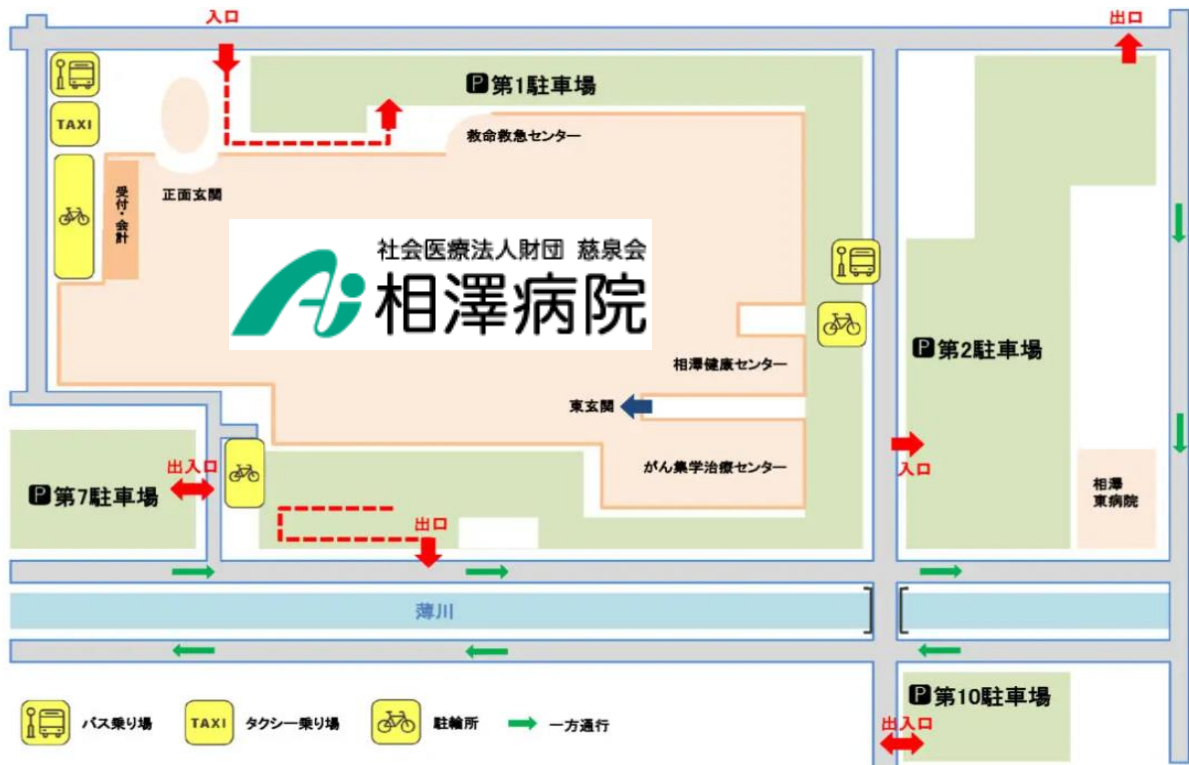 入口
出口
P 第1駐車場
TAXI
救命救急センター
受付・会計
正面玄関
社会医療法人財団 慈泉会
相澤病院
P 第2駐車場
相澤健康センター
東玄関
入口
がん集学治療センター
出入口
P 第7駐車場
相澤
東病院
出口
薄川
P 第10駐車場
出入口
バス乗り場
TAXI
タクシー乗り場
駐輪所
一方通行